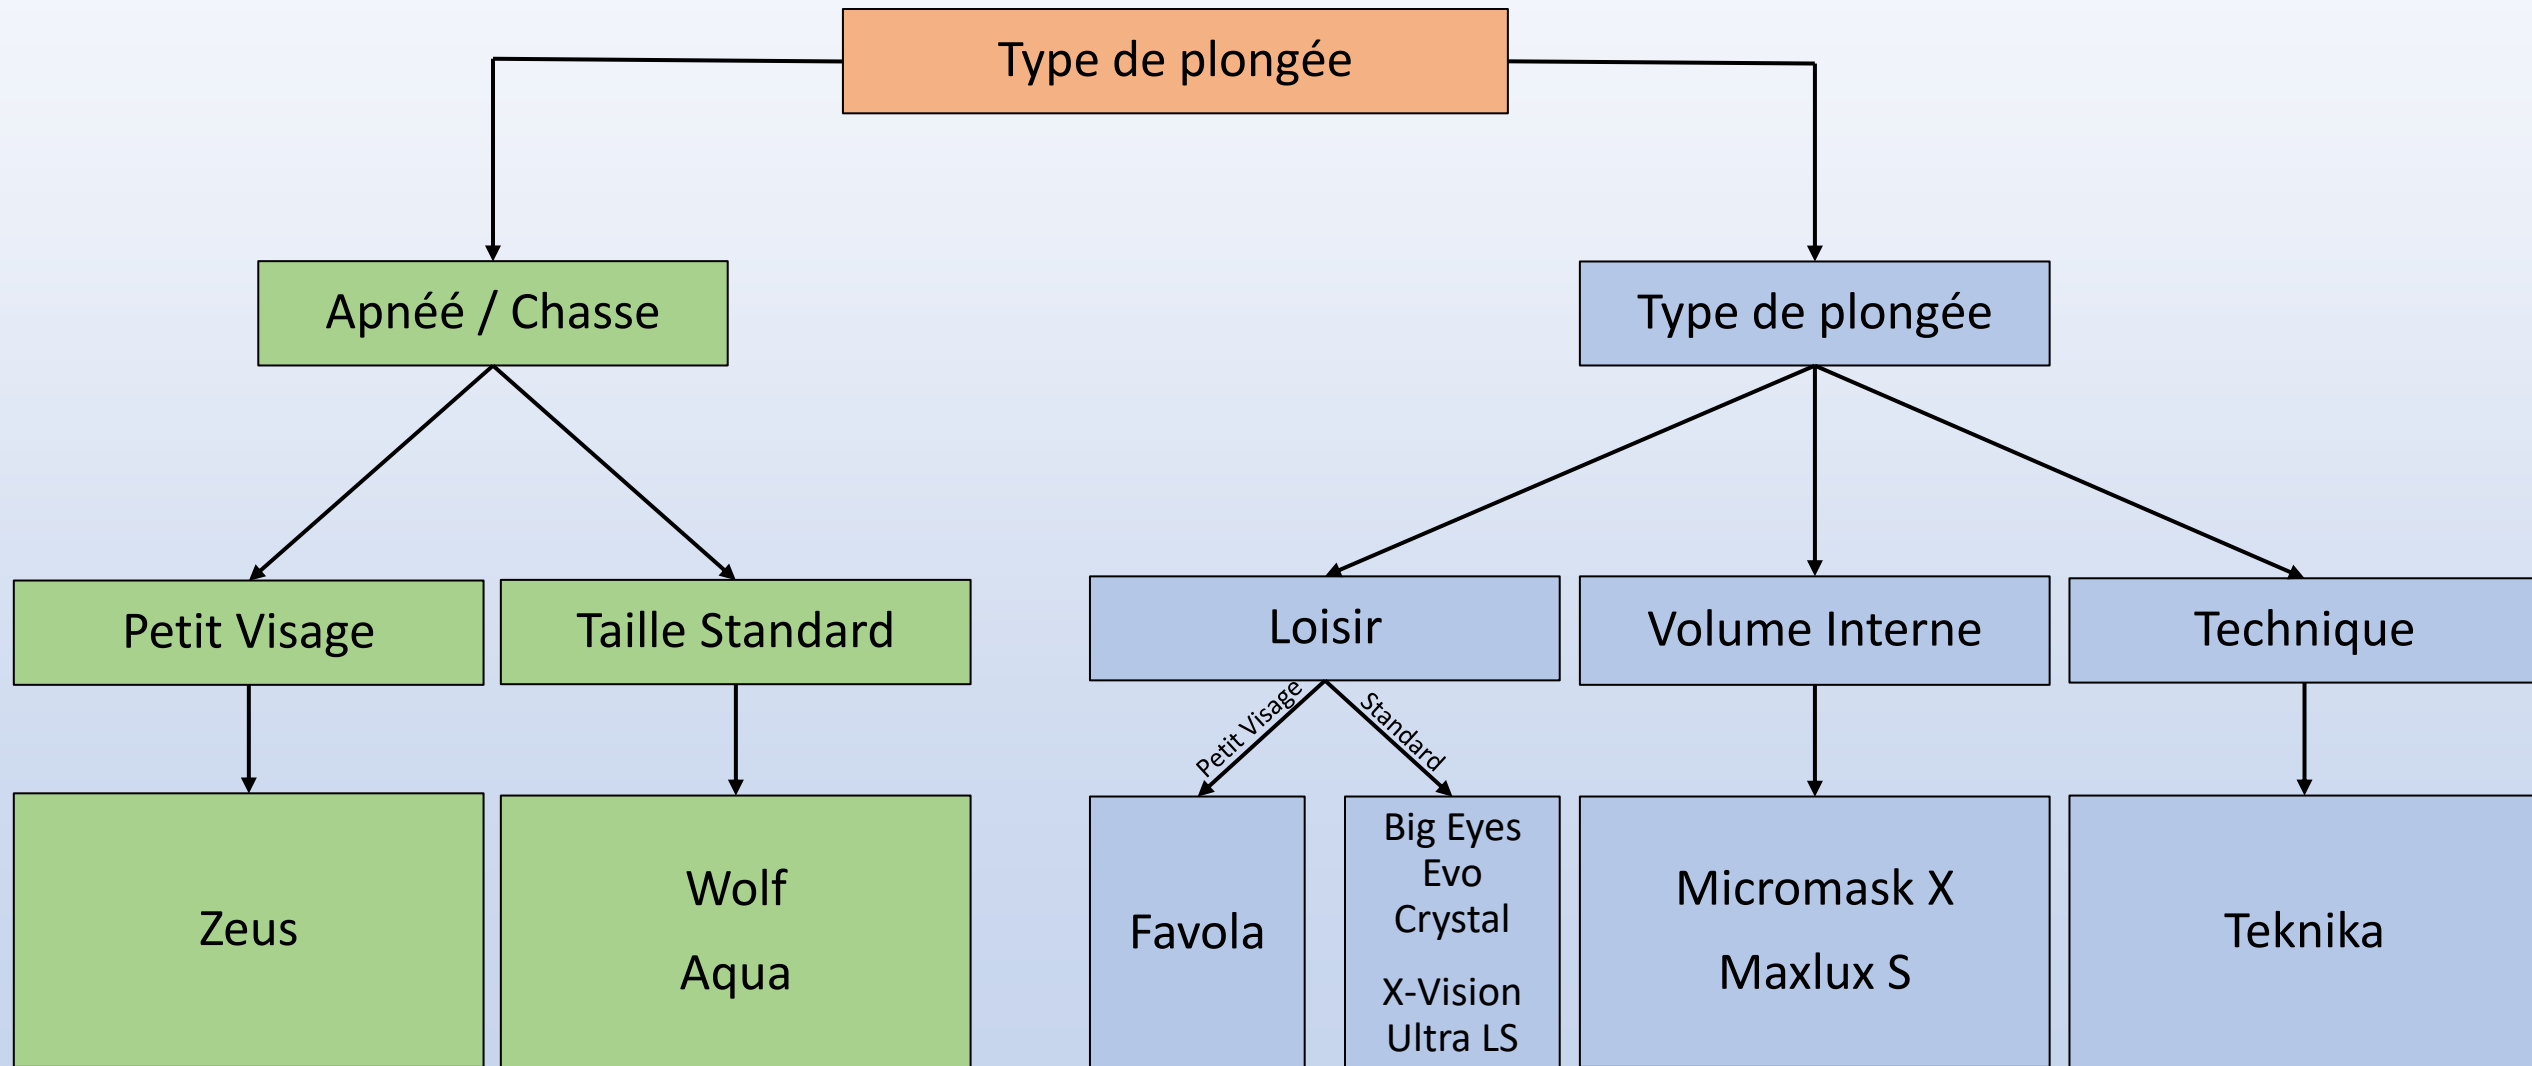 Type de plongée
Apnéé / Chasse
Type de plongée
Petit Visage
Taille Standard
Loisir
Volume Interne
Technique
Petit Visage
Standard
Zeus
Wolf
Aqua
Favola
Big Eyes
Evo
Crystal
X-Vision
Ultra LS
Micromask X
Maxlux S
Teknika